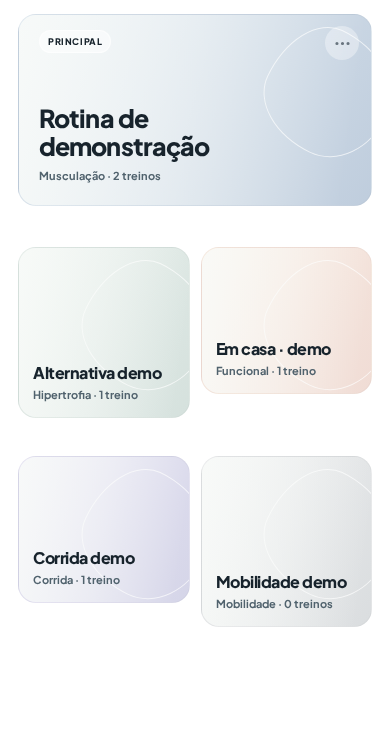 PRINCIPAL
Rotina de
demonstração
Musculação · 2 treinos
Alternativa demo
Hipertrofia · 1 treino
Em casa · demo
Funcional · 1 treino
Corrida demo
Corrida · 1 treino
Mobilidade demo
Mobilidade · 0 treinos